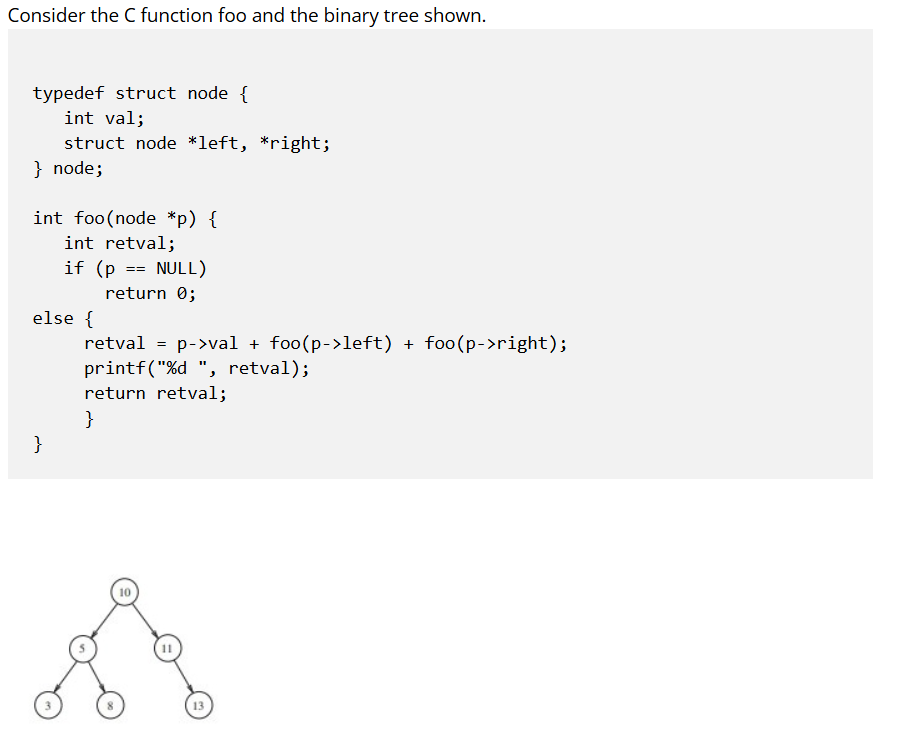 Consider the C function foo and the binary tree shown.
typedef struct node {
int val;
struct node *left, *right;
} node;
int foo(node *p) {
int retval;
if (p == NULL)
return 0;
else {
retval = p->val + foo(p->left) + foo(p->right);
printf("%d ", retval);
return retval;
}
}
10
5 11
3 8 13